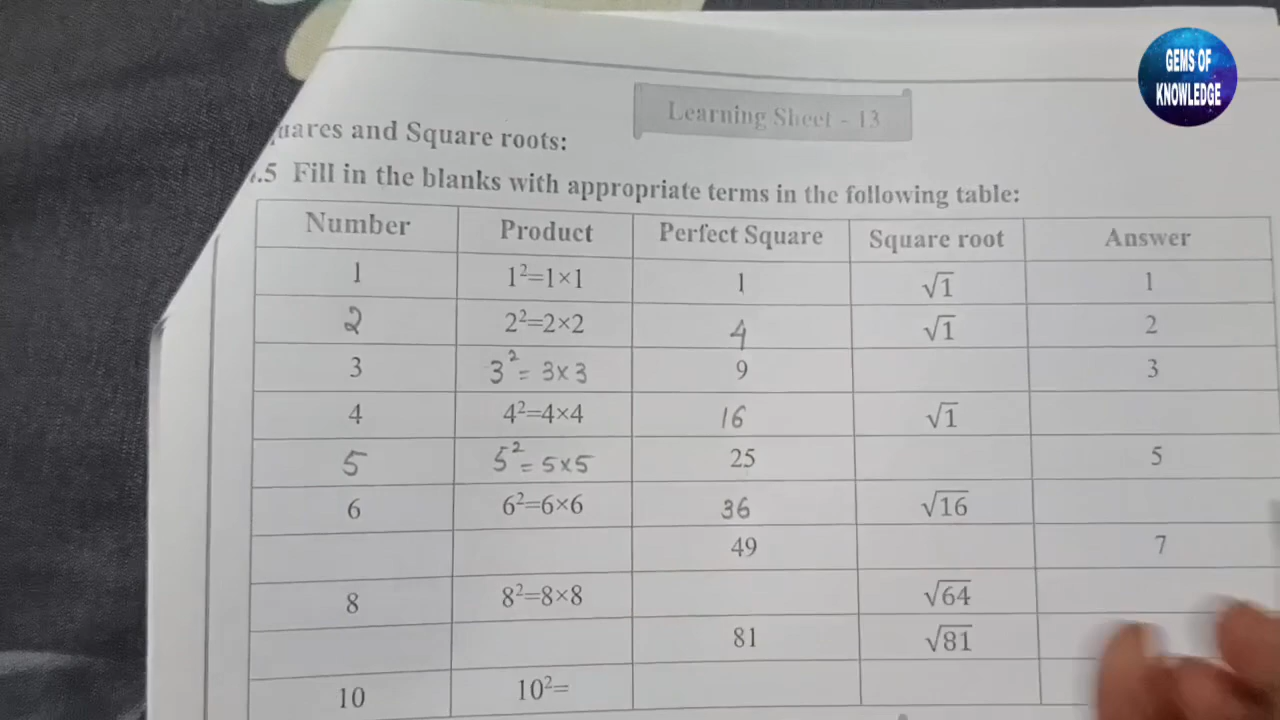 GEMS OF
KNOWLEDGE
Learning Sheet - 13
uares and Square roots:
.5 Fill in the blanks with appropriate terms in the following table:
Number Product Perfect Square Square root Answer
1 1²=1×1 1 √1 1
2 2²=2×2 4 √1 2
3 3²= 3×3 9 3
4 4²=4×4 16 √1
5 5²= 5×5 25 5
6 6²=6×6 36 √16
49 7
8 8²=8×8 √64
81 √81
10 10²=